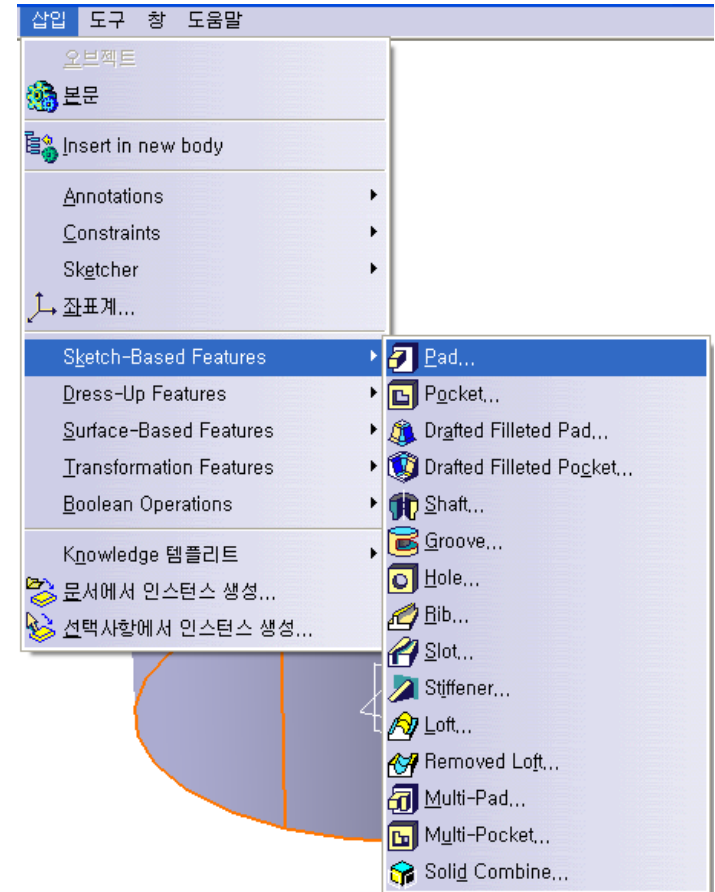 삽입 도구 창 도움말
오브젝트
본문
Insert in new body
Annotations
Constraints
Sketcher
좌표계...
Sketch-Based Features
Dress-Up Features
Surface-Based Features
Transformation Features
Boolean Operations
Knowledge 템플리트
문서에서 인스턴스 생성...
선택사항에서 인스턴스 생성...
Pad...
Pocket...
Drafted Filleted Pad...
Drafted Filleted Pocket...
Shaft...
Groove...
Hole...
Rib...
Slot...
Stiffener...
Loft...
Removed Loft...
Multi-Pad...
Multi-Pocket...
Solid Combine...